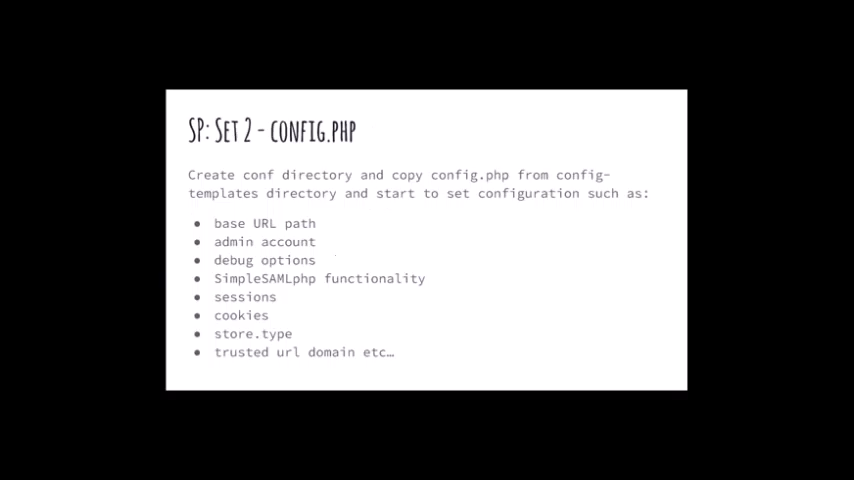 SP: Set 2 - config.php
Create conf directory and copy config.php from config-
templates directory and start to set configuration such as:
● base URL path
● admin account
● debug options
● SimpleSAMLphp functionality
● sessions
● cookies
● store.type
● trusted url domain etc…